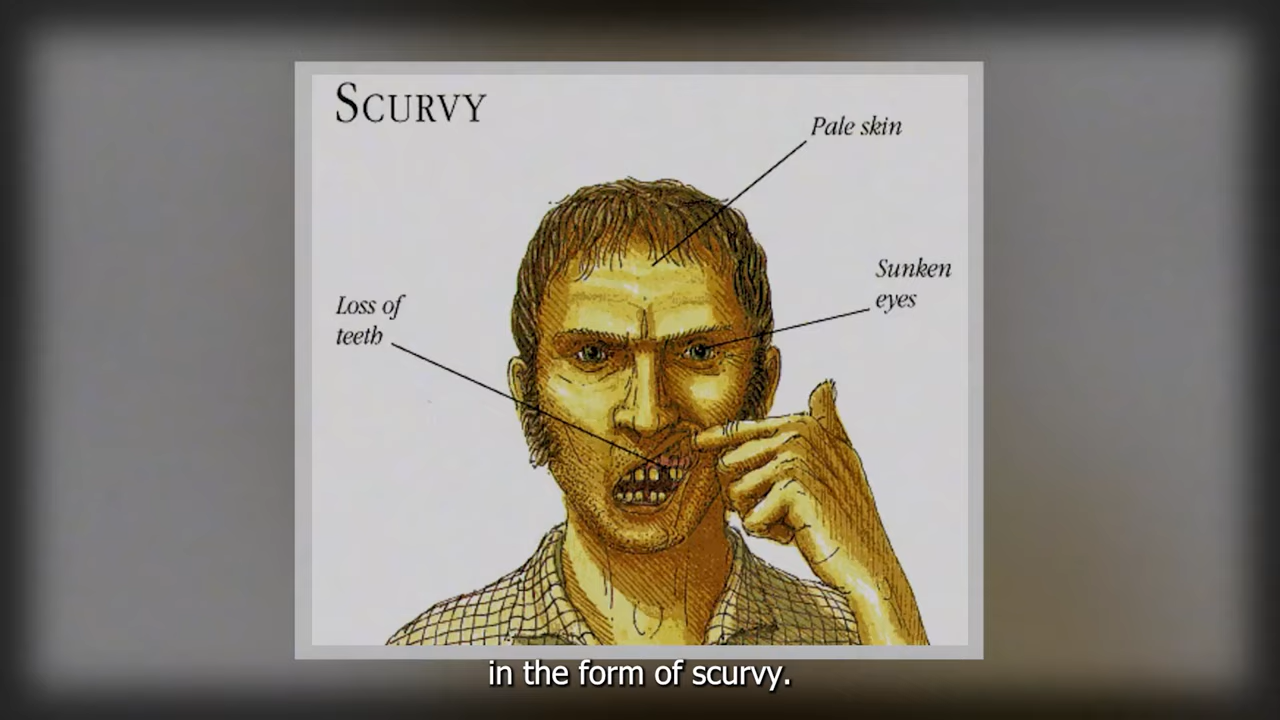 SCURVY
Pale skin
Sunken
eyes
Loss of
teeth
in the form of scurvy.